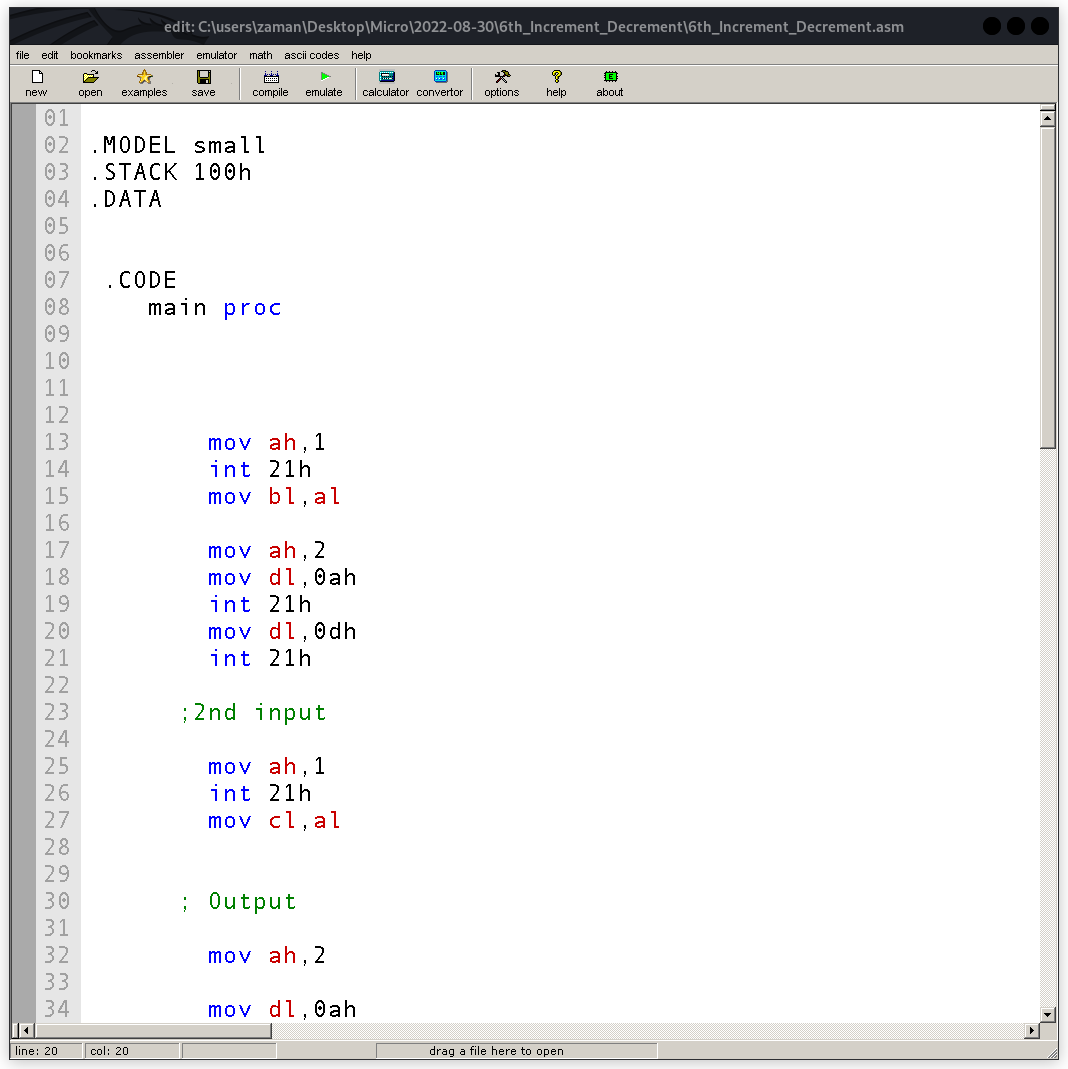 edit: C:\users\zaman\Desktop\Micro\2022-08-30\6th_Increment_Decrement\6th_Increment_Decrement.asm
file edit bookmarks assembler emulator math ascii codes help
new open examples save compile emulate calculator convertor options help about
01
02 .MODEL small
03 .STACK 100h
04 .DATA
05
06
07 .CODE
08 main proc
09
10
11
12
13 mov ah,1
14 int 21h
15 mov bl,al
16
17 mov ah,2
18 mov dl,0ah
19 int 21h
20 mov dl,0dh
21 int 21h
22
23 ;2nd input
24
25 mov ah,1
26 int 21h
27 mov cl,al
28
29
30 ; Output
31
32 mov ah,2
33
34 mov dl,0ah
line: 20 col: 20 drag a file here to open